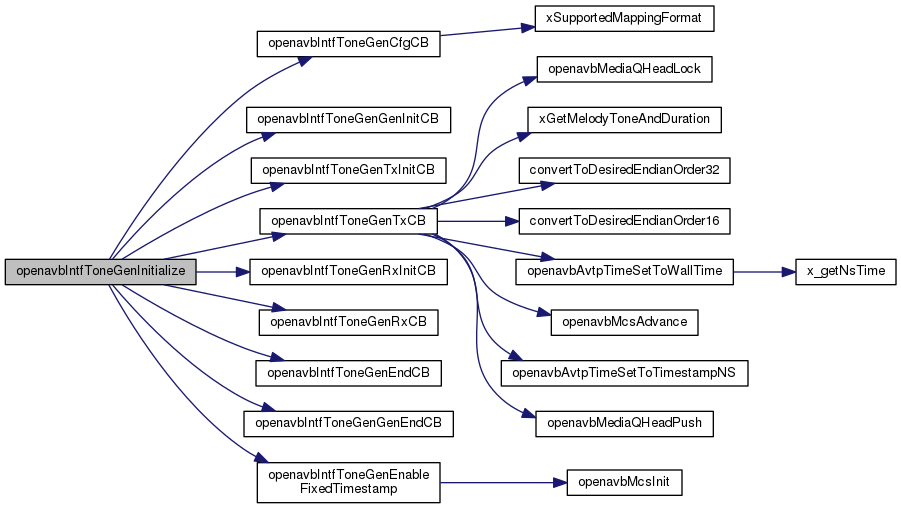 openavbIntfToneGenInitialize
openavbIntfToneGenCfgCB
xSupportedMappingFormat
openavbIntfToneGenGenInitCB
openavbIntfToneGenTxInitCB
openavbIntfToneGenTxCB
openavbMediaQHeadLock
xGetMelodyToneAndDuration
convertToDesiredEndianOrder32
convertToDesiredEndianOrder16
openavbAvtpTimeSetToWallTime
x_getNsTime
openavbMcsAdvance
openavbAvtpTimeSetToTimestampNS
openavbMediaQHeadPush
openavbIntfToneGenRxInitCB
openavbIntfToneGenRxCB
openavbIntfToneGenEndCB
openavbIntfToneGenGenEndCB
openavbIntfToneGenEnable
FixedTimestamp
openavbMcsInit